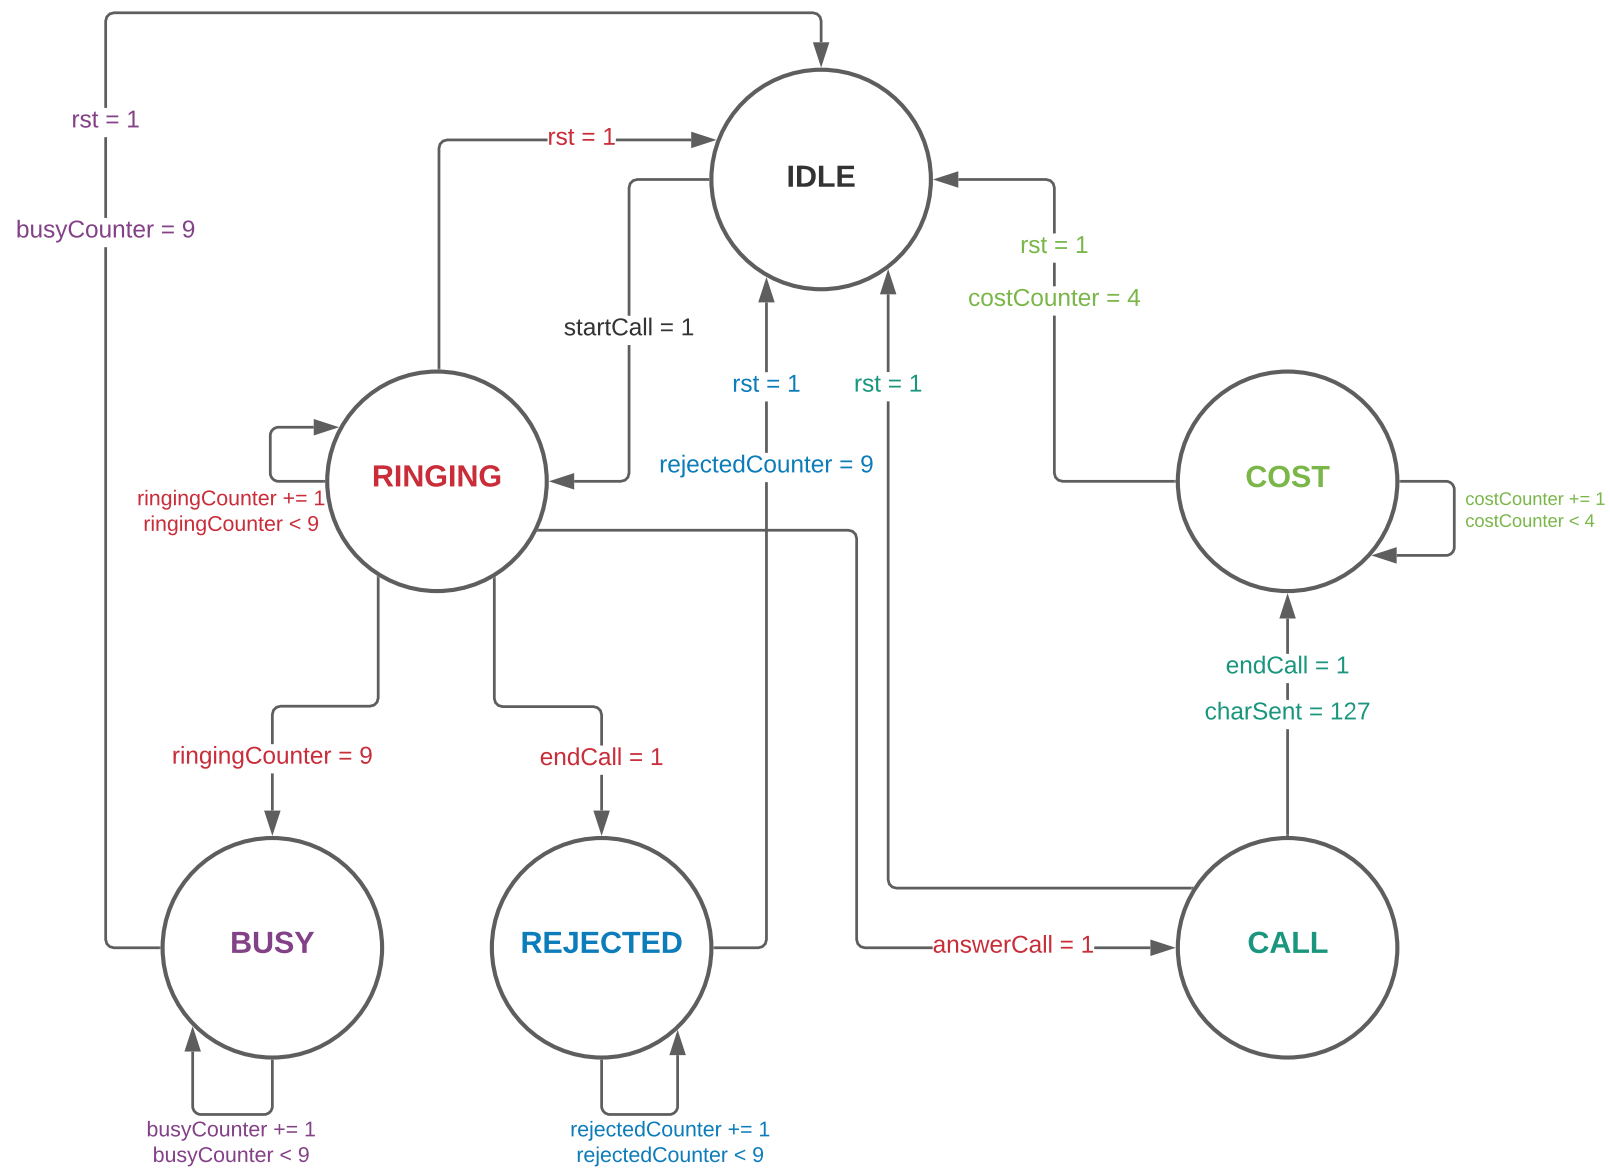 rst = 1
rst = 1
IDLE
busyCounter = 9
rst = 1
costCounter = 4
startCall = 1
rst = 1
rst = 1
rejectedCounter = 9
RINGING
COST
ringingCounter += 1
ringingCounter < 9
costCounter += 1
costCounter < 4
endCall = 1
charSent = 127
ringingCounter = 9
endCall = 1
BUSY
REJECTED
answerCall = 1
CALL
busyCounter += 1
busyCounter < 9
rejectedCounter += 1
rejectedCounter < 9